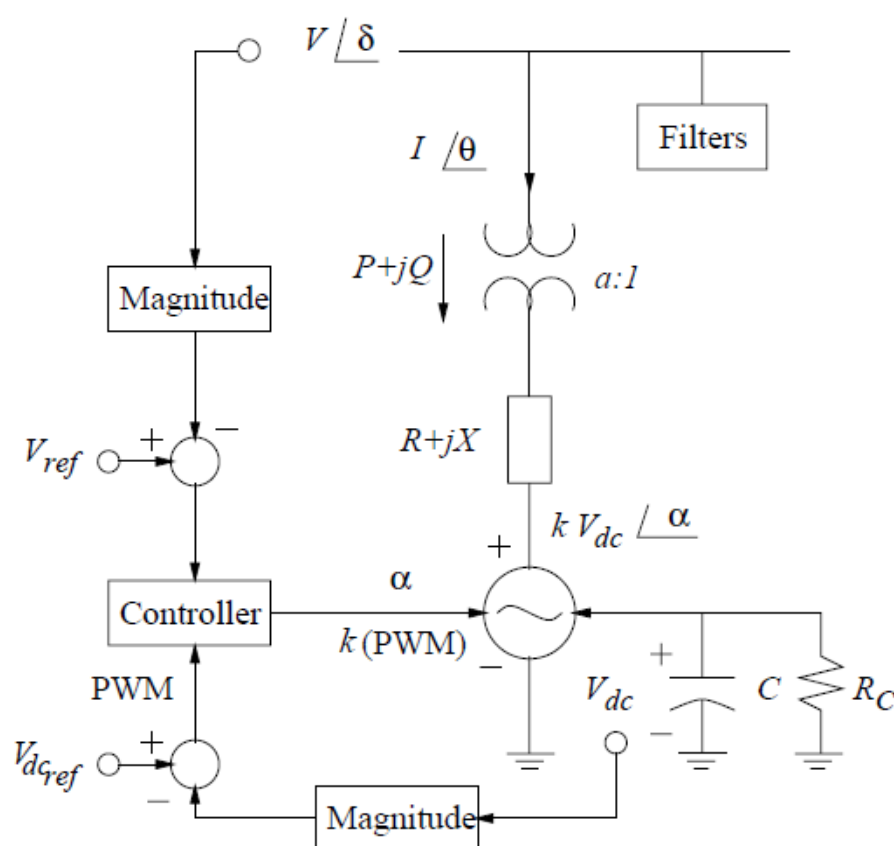 V /δ
Filters
I /θ
P+jQ
a:1
Magnitude
R+jX
+ −
V_ref
k V_dc /α
+
α
Controller
k (PWM)
−
PWM
V_dc
+
C
R_C
−
+
V_dc_ref
−
Magnitude